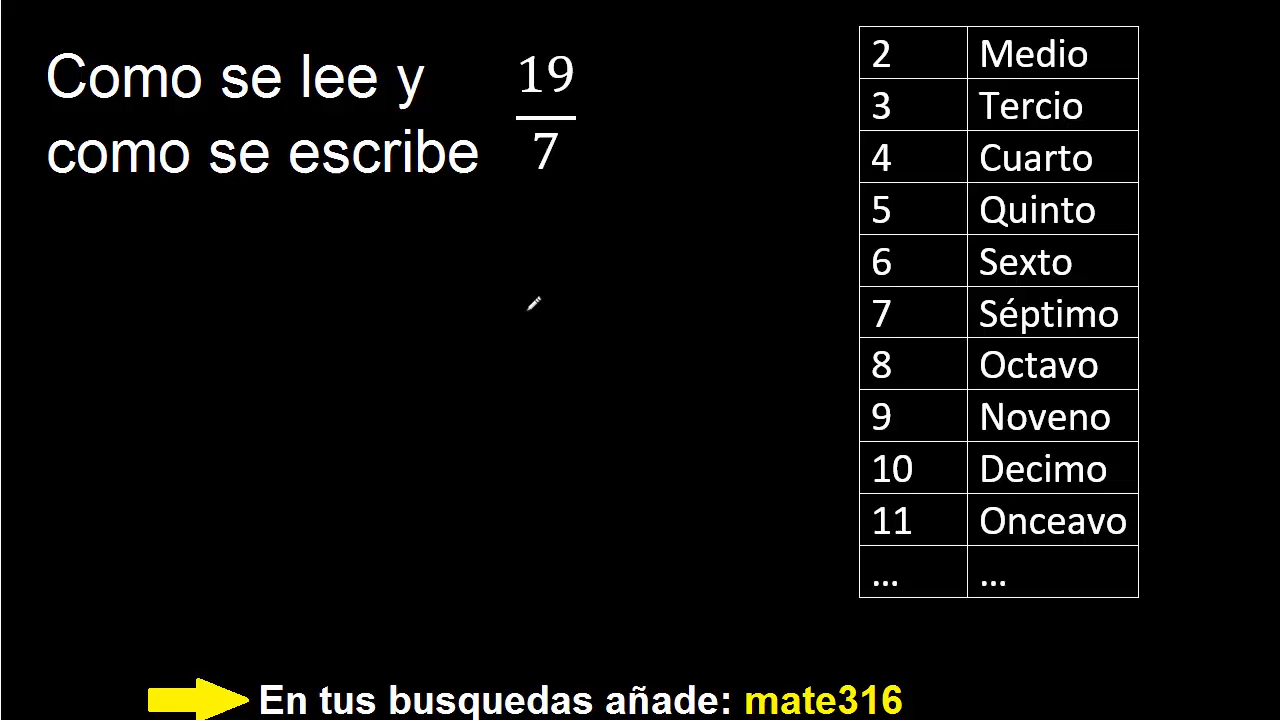 Como se lee y
como se escribe
19
7
2 Medio
3 Tercio
4 Cuarto
5 Quinto
6 Sexto
7 Séptimo
8 Octavo
9 Noveno
10 Decimo
11 Onceavo
... ...
En tus busquedas añade: mate316